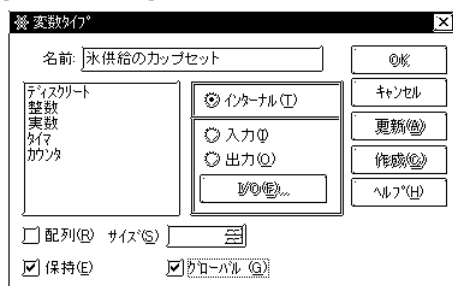 変数ﾀｲﾌﾟ
名前: 氷供給のカップセット
OK
ﾃﾞｨｽｸﾘｰﾄ
整数
実数
ﾀｲﾏ
ｶｳﾝﾀ
ｲﾝﾀｰﾅﾙ(T)
入力(I)
出力(O)
I/O(F)...
ｷｬﾝｾﾙ
更新(A)
作成(C)
ﾍﾙﾌﾟ(H)
配列(R) ｻｲｽﾞ(S)
保持(E) ｸﾞﾛｰﾊﾞﾙ (G)